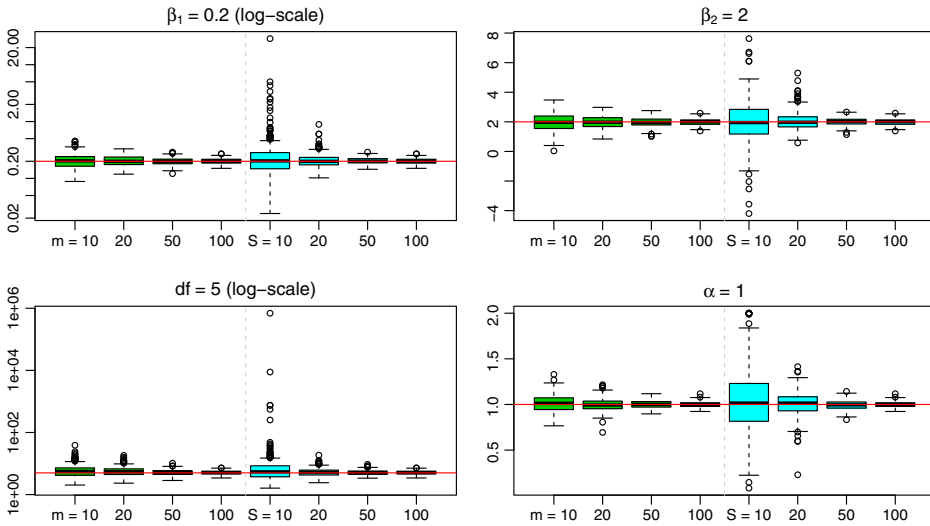 β1 = 0.2 (log−scale)
20.00
2.00
0.20
0.02
m = 10 20 50 100 S = 10 20 50 100
β2 = 2
8
6
4
2
0
−4
m = 10 20 50 100 S = 10 20 50 100
df = 5 (log−scale)
1e+06
1e+04
1e+02
1e+00
m = 10 20 50 100 S = 10 20 50 100
α = 1
2.0
1.5
1.0
0.5
m = 10 20 50 100 S = 10 20 50 100